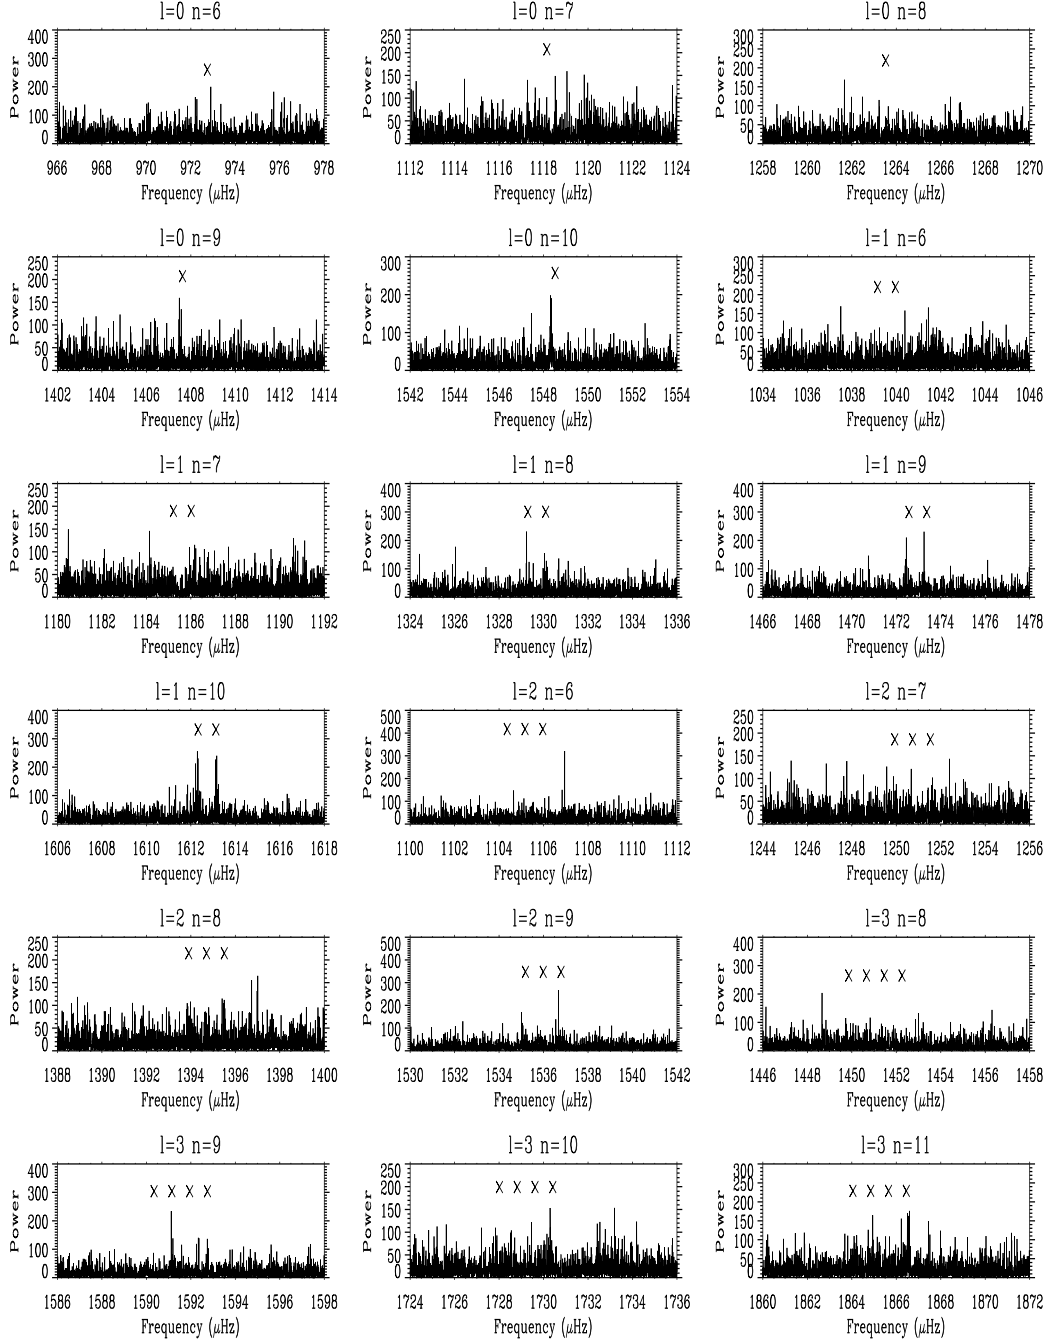 l=0 n=6 l=0 n=7 l=0 n=8
400 250 300
300 200 250
200 150 200
100 100 150
0 50 100
0 50
0
Power Power Power
966 968 970 972 974 976 978 1112 1114 1116 1118 1120 1122 1124 1258 1260 1262 1264 1266 1268 1270
Frequency (μHz) Frequency (μHz) Frequency (μHz)
l=0 n=9 l=0 n=10 l=1 n=6
250 300 300
200 250
150 200 200
100 150
50 100 100
0 50
0 0
Power Power Power
1402 1404 1406 1408 1410 1412 1414 1542 1544 1546 1548 1550 1552 1554 1034 1036 1038 1040 1042 1044 1046
Frequency (μHz) Frequency (μHz) Frequency (μHz)
l=1 n=7 l=1 n=8 l=1 n=9
250 400 400
200 300 300
150 200 200
100 100 100
50 0 0
0
Power Power Power
1180 1182 1184 1186 1188 1190 1192 1324 1326 1328 1330 1332 1334 1336 1466 1468 1470 1472 1474 1476 1478
Frequency (μHz) Frequency (μHz) Frequency (μHz)
l=1 n=10 l=2 n=6 l=2 n=7
400 500 250
300 400 200
200 300 150
100 200 100
0 100 50
0 0
Power Power Power
1606 1608 1610 1612 1614 1616 1618 1100 1102 1104 1106 1108 1110 1112 1244 1246 1248 1250 1252 1254 1256
Frequency (μHz) Frequency (μHz) Frequency (μHz)
l=2 n=8 l=2 n=9 l=3 n=8
250 500 400
200 400 300
150 300 200
100 200 100
50 100 0
0 0
Power Power Power
1388 1390 1392 1394 1396 1398 1400 1530 1532 1534 1536 1538 1540 1542 1446 1448 1450 1452 1454 1456 1458
Frequency (μHz) Frequency (μHz) Frequency (μHz)
l=3 n=9 l=3 n=10 l=3 n=11
400 250 300
300 200 250
200 150 200
100 100 150
0 50 100
0 50
0
Power Power Power
1586 1588 1590 1592 1594 1596 1598 1724 1726 1728 1730 1732 1734 1736 1860 1862 1864 1866 1868 1870 1872
Frequency (μHz) Frequency (μHz) Frequency (μHz)